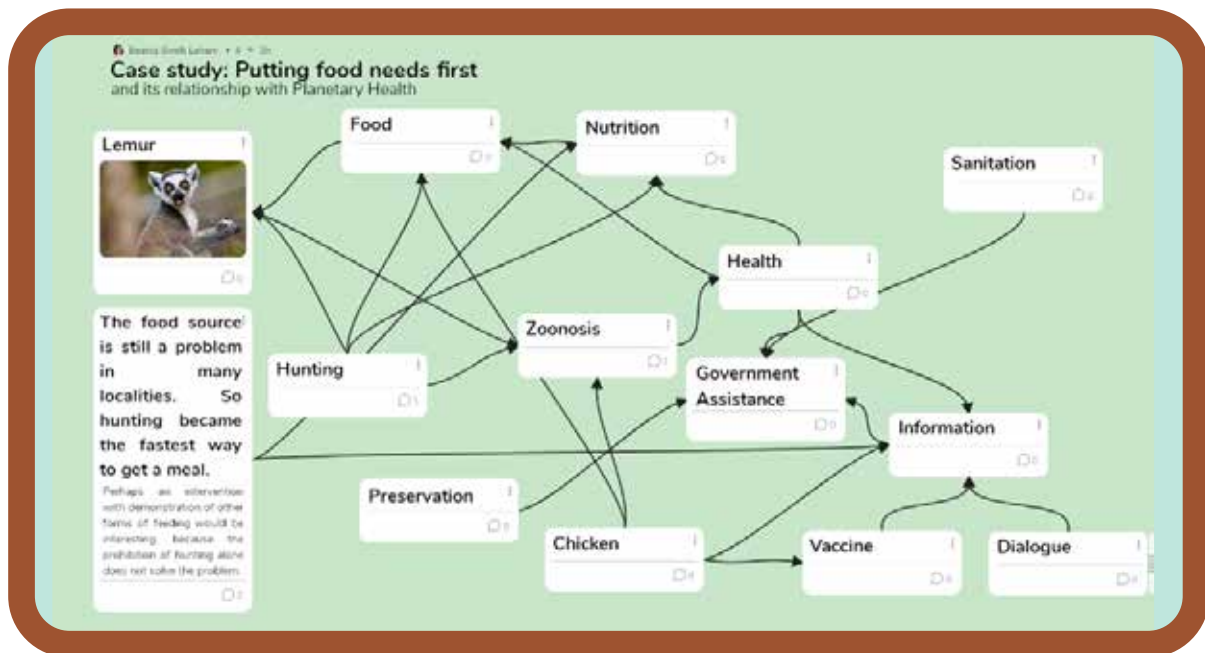 Case study: Putting food needs first
and its relationship with Planetary Health
Lemur
Food
Nutrition
Sanitation
Health
The food source
is still a problem
in many
localities. So
hunting became
the fastest way
to get a meal.
Perhaps an intervention
with demonstration of other
forms of feeding would be
interesting, because the
prohibition of hunting alone
does not solve the problem.
Hunting
Zoonosis
Government
Assistance
Information
Preservation
Chicken
Vaccine
Dialogue